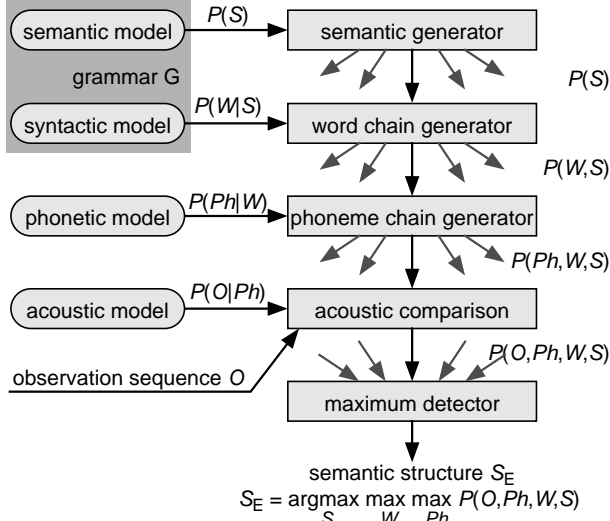 P(S)
semantic model
semantic generator
grammar G
P(S)
P(W|S)
syntactic model
word chain generator
P(W,S)
P(Ph|W)
phonetic model
phoneme chain generator
P(Ph,W,S)
P(O|Ph)
acoustic model
acoustic comparison
P(O,Ph,W,S)
observation sequence O
maximum detector
semantic structure S_E
S_E = argmax max max P(O,Ph,W,S)
S W Ph